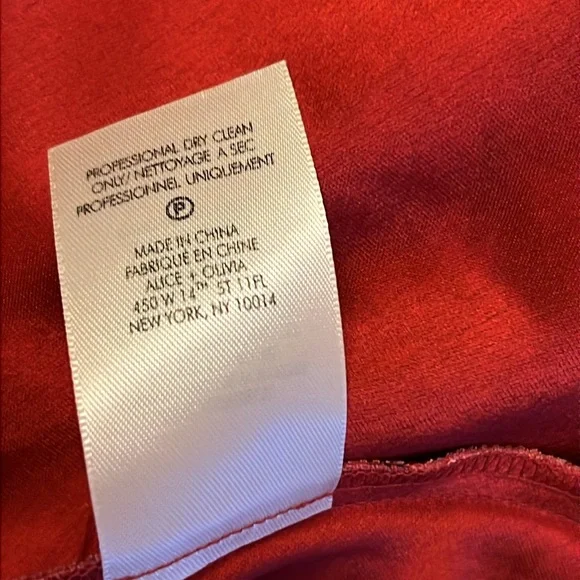 PROFESSIONAL DRY CLEAN
ONLY/ NETTOYAGE A SEC
PROFESSIONNEL UNIQUEMENT
P
MADE IN CHINA
FABRIQUÉ EN CHINE
ALICE + OLIVIA
450 W 14TH ST 11FL
NEW YORK, NY 10014